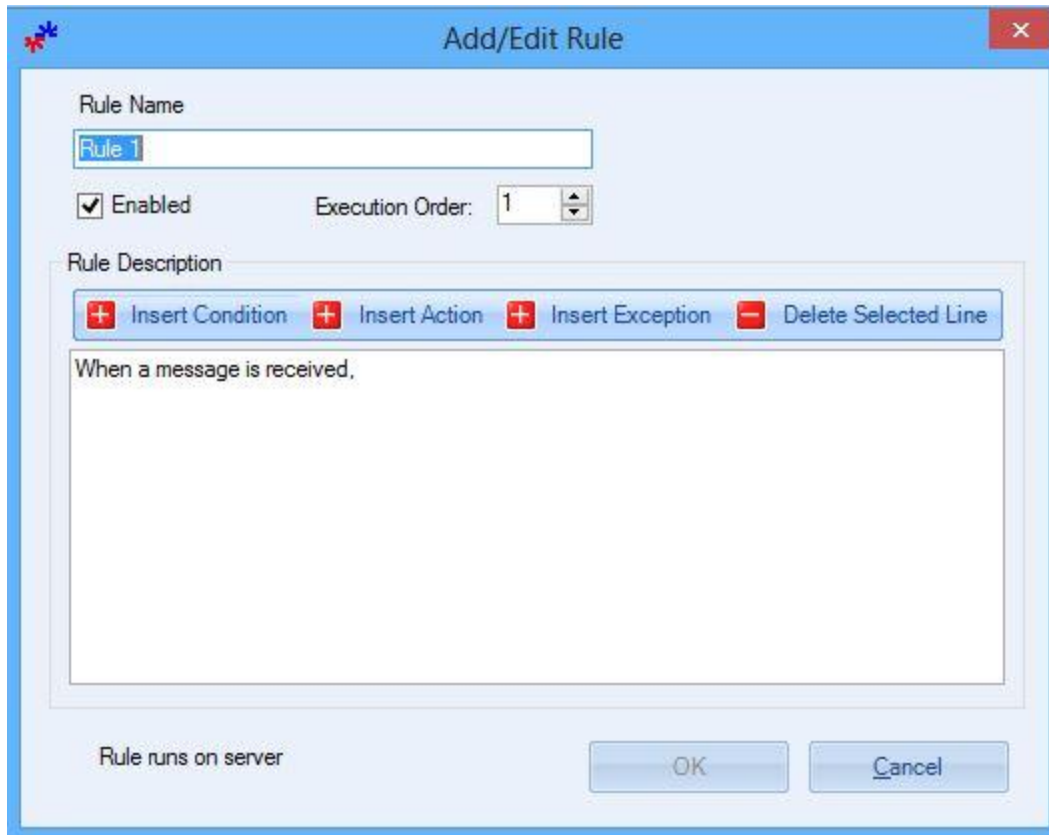 Add/Edit Rule
Rule Name
Rule 1
Enabled Execution Order: 1
Rule Description
Insert Condition Insert Action Insert Exception Delete Selected Line
When a message is received,
Rule runs on server OK Cancel